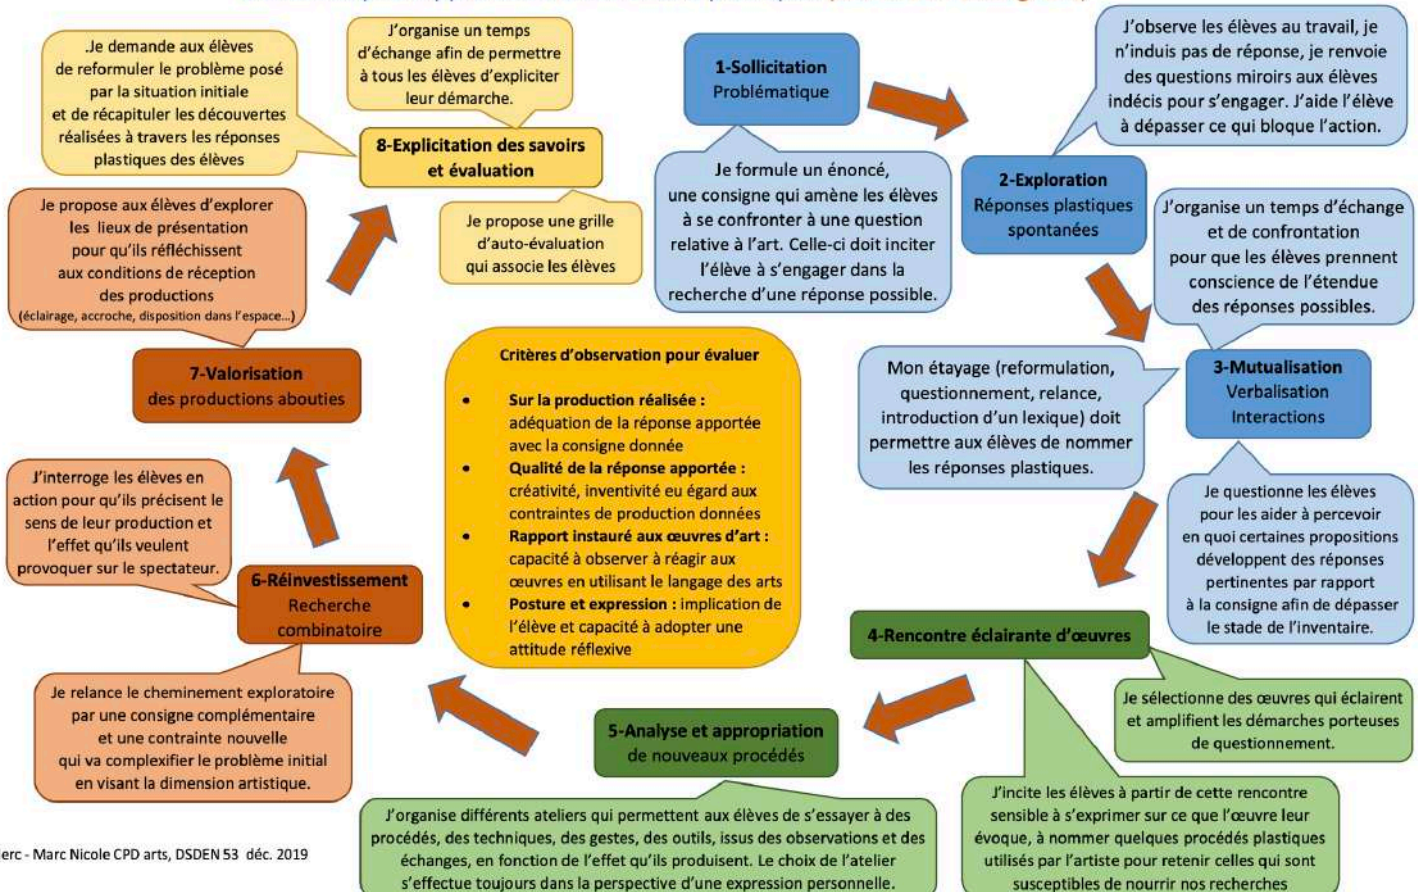 1-Sollicitation
Problématique
Je formule un énoncé,
une consigne qui amène les élèves
à se confronter à une question
relative à l'art. Celle-ci doit inciter
l'élève à s'engager dans la
recherche d'une réponse possible.
J'observe les élèves au travail, je
n'induis pas de réponse, je renvoie
des questions miroirs aux élèves
indécis pour s'engager. J'aide l'élève
à dépasser ce qui bloque l'action.
2-Exploration
Réponses plastiques
spontanées
J'organise un temps d'échange
et de confrontation
pour que les élèves prennent
conscience de l'étendue
des réponses possibles.
Mon étayage (reformulation,
questionnement, relance,
introduction d'un lexique) doit
permettre aux élèves de nommer
les réponses plastiques.
3-Mutualisation
Verbalisation
Interactions
Je questionne les élèves
pour les aider à percevoir
en quoi certaines propositions
développent des réponses
pertinentes par rapport
à la consigne afin de dépasser
le stade de l'inventaire.
4-Rencontre éclairante d'œuvres
Je sélectionne des œuvres qui éclairent
et amplifient les démarches porteuses
de questionnement.
J'incite les élèves à partir de cette rencontre
sensible à s'exprimer sur ce que l'œuvre leur
évoque, à nommer quelques procédés plastiques
utilisés par l'artiste pour retenir celles qui sont
susceptibles de nourrir nos recherches
5-Analyse et appropriation
de nouveaux procédés
J'organise différents ateliers qui permettent aux élèves de s'essayer à des
procédés, des techniques, des gestes, des outils, issus des observations et des
échanges, en fonction de l'effet qu'ils produisent. Le choix de l'atelier
s'effectue toujours dans la perspective d'une expression personnelle.
6-Réinvestissement
Recherche
combinatoire
J'interroge les élèves en
action pour qu'ils précisent le
sens de leur production et
l'effet qu'ils veulent
provoquer sur le spectateur.
Je relance le cheminement exploratoire
par une consigne complémentaire
et une contrainte nouvelle
qui va complexifier le problème initial
en visant la dimension artistique.
7-Valorisation
des productions abouties
Je propose aux élèves d'explorer
les lieux de présentation
pour qu'ils réfléchissent
aux conditions de réception
des productions
(éclairage, accroche, disposition dans l'espace…)
8-Explicitation des savoirs
et évaluation
.Je demande aux élèves
de reformuler le problème posé
par la situation initiale
et de récapituler les découvertes
réalisées à travers les réponses
plastiques des élèves
J'organise un temps
d'échange afin de permettre
à tous les élèves d'expliciter
leur démarche.
Je propose une grille
d'auto-évaluation
qui associe les élèves
Critères d'observation pour évaluer
• Sur la production réalisée :
adéquation de la réponse apportée
avec la consigne donnée
• Qualité de la réponse apportée :
créativité, inventivité eu égard aux
contraintes de production données
• Rapport instauré aux œuvres d'art :
capacité à observer à réagir aux
œuvres en utilisant le langage des arts
• Posture et expression : implication de
l'élève et capacité à adopter une
attitude réflexive
lerc - Marc Nicole CPD arts, DSDEN 53 déc. 2019